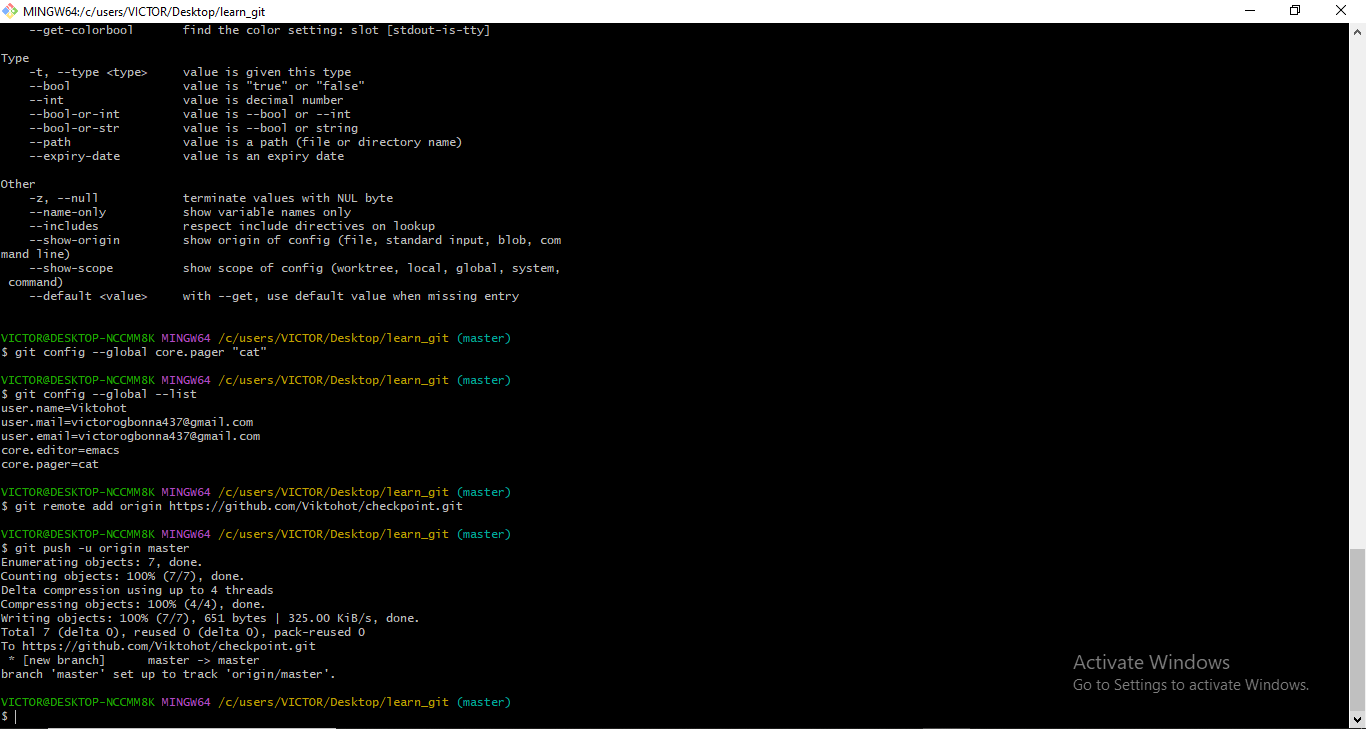 MINGW64:/c/users/VICTOR/Desktop/learn_git
--get-colorbool find the color setting: slot [stdout-is-tty]
Type
-t, --type <type> value is given this type
--bool value is "true" or "false"
--int value is decimal number
--bool-or-int value is --bool or --int
--bool-or-str value is --bool or string
--path value is a path (file or directory name)
--expiry-date value is an expiry date
Other
-z, --null terminate values with NUL byte
--name-only show variable names only
--includes respect include directives on lookup
--show-origin show origin of config (file, standard input, blob, com
mand line)
--show-scope show scope of config (worktree, local, global, system,
command)
--default <value> with --get, use default value when missing entry
VICTOR@DESKTOP-NCCMM8K MINGW64 /c/users/VICTOR/Desktop/learn_git (master)
$ git config --global core.pager "cat"
VICTOR@DESKTOP-NCCMM8K MINGW64 /c/users/VICTOR/Desktop/learn_git (master)
$ git config --global --list
user.name=Viktohot
user.mail=victorogbonna437@gmail.com
user.email=victorogbonna437@gmail.com
core.editor=emacs
core.pager=cat
VICTOR@DESKTOP-NCCMM8K MINGW64 /c/users/VICTOR/Desktop/learn_git (master)
$ git remote add origin https://github.com/Viktohot/checkpoint.git
VICTOR@DESKTOP-NCCMM8K MINGW64 /c/users/VICTOR/Desktop/learn_git (master)
$ git push -u origin master
Enumerating objects: 7, done.
Counting objects: 100% (7/7), done.
Delta compression using up to 4 threads
Compressing objects: 100% (4/4), done.
Writing objects: 100% (7/7), 651 bytes | 325.00 KiB/s, done.
Total 7 (delta 0), reused 0 (delta 0), pack-reused 0
To https://github.com/Viktohot/checkpoint.git
* [new branch] master -> master
branch 'master' set up to track 'origin/master'.
VICTOR@DESKTOP-NCCMM8K MINGW64 /c/users/VICTOR/Desktop/learn_git (master)
$
Activate Windows
Go to Settings to activate Windows.